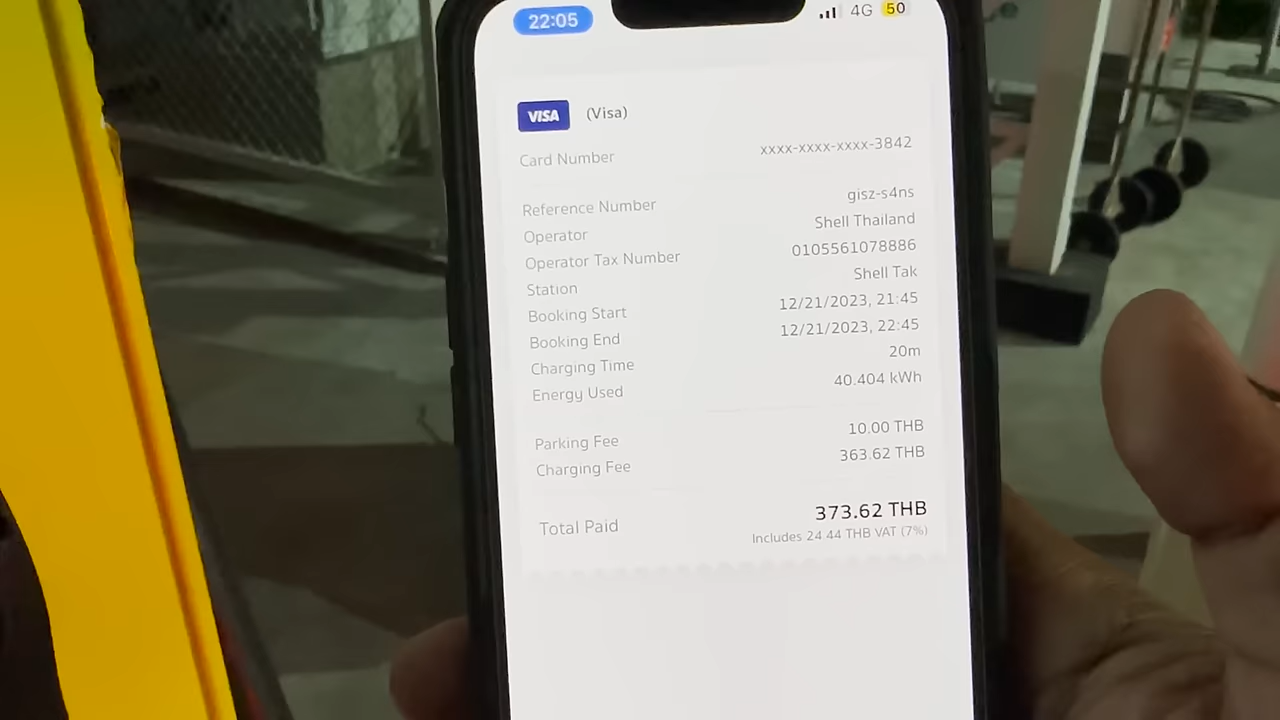 22:05 4G 50
VISA (Visa)
Card Number xxxx-xxxx-xxxx-3842
Reference Number gisz-s4ns
Operator Shell Thailand
Operator Tax Number 0105561078886
Station Shell Tak
Booking Start 12/21/2023, 21:45
Booking End 12/21/2023, 22:45
Charging Time 20m
Energy Used 40.404 kWh
Parking Fee 10.00 THB
Charging Fee 363.62 THB
Total Paid 373.62 THB
Includes 24.44 THB VAT (7%)